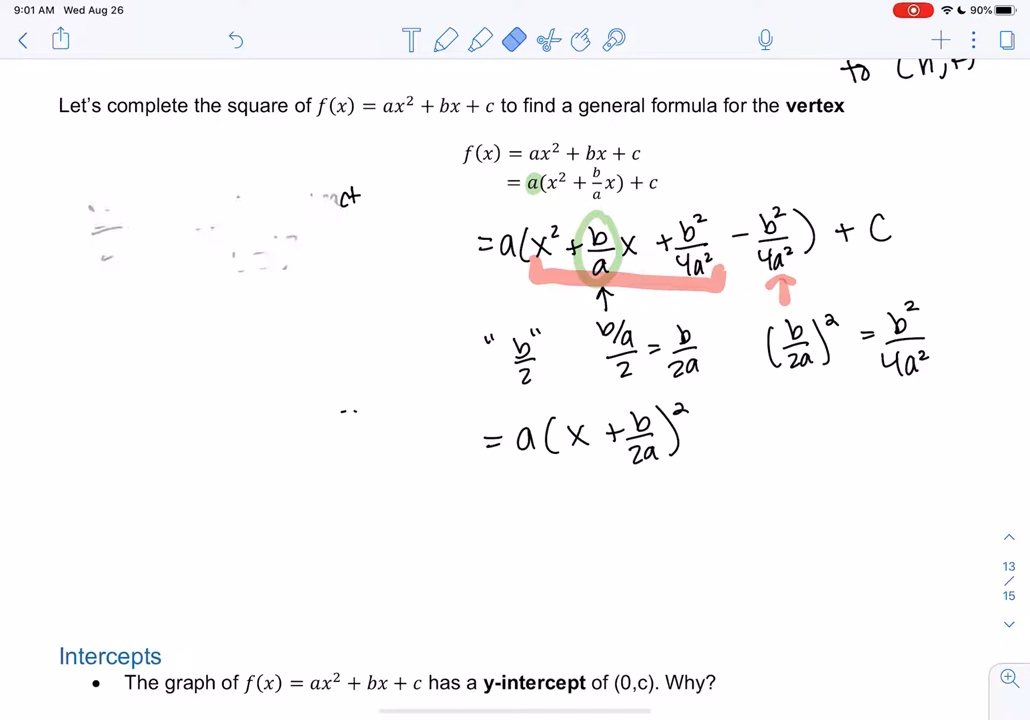 9:01 AM Wed Aug 26
90%
to (h,k)
Let's complete the square of f(x) = ax² + bx + c to find a general formula for the vertex
f(x) = ax² + bx + c
= a(x² + b/a x) + c
= a(x² + b/a x + b²/4a² - b²/4a²) + c
"b/2" b/a/2 = b/2a (b/2a)² = b²/4a²
= a(x + b/2a)²
13
/
15
Intercepts
• The graph of f(x) = ax² + bx + c has a y-intercept of (0,c). Why?